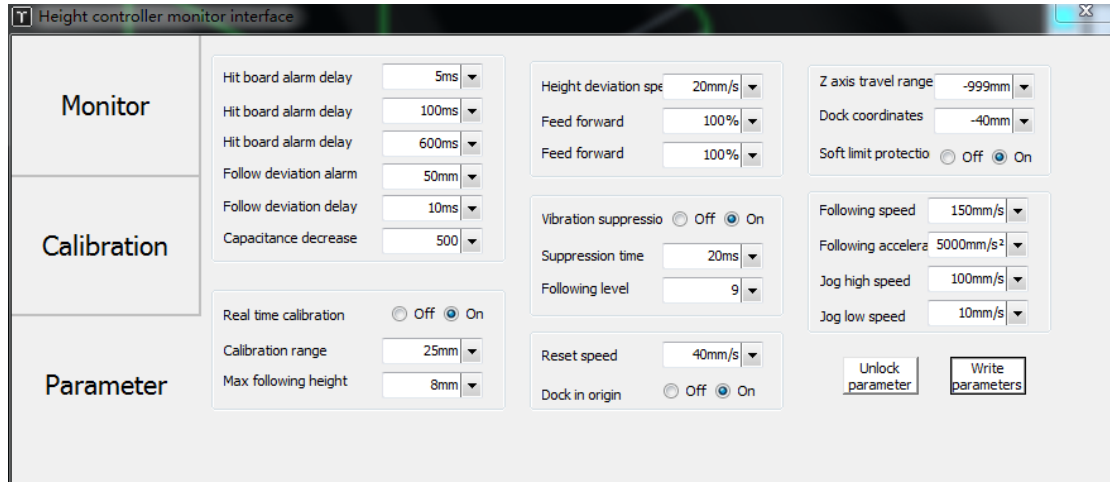 Height controller monitor interface
Monitor
Calibration
Parameter
Hit board alarm delay 5ms
Hit board alarm delay 100ms
Hit board alarm delay 600ms
Follow deviation alarm 50mm
Follow deviation delay 10ms
Capacitance decrease 500
Real time calibration Off On
Calibration range 25mm
Max following height 8mm
Height deviation spe 20mm/s
Feed forward 100%
Feed forward 100%
Vibration suppressio Off On
Suppression time 20ms
Following level 9
Reset speed 40mm/s
Dock in origin Off On
Z axis travel range -999mm
Dock coordinates -40mm
Soft limit protectio Off On
Following speed 150mm/s
Following accelera 5000mm/s²
Jog high speed 100mm/s
Jog low speed 10mm/s
Unlock
parameter
Write
parameters